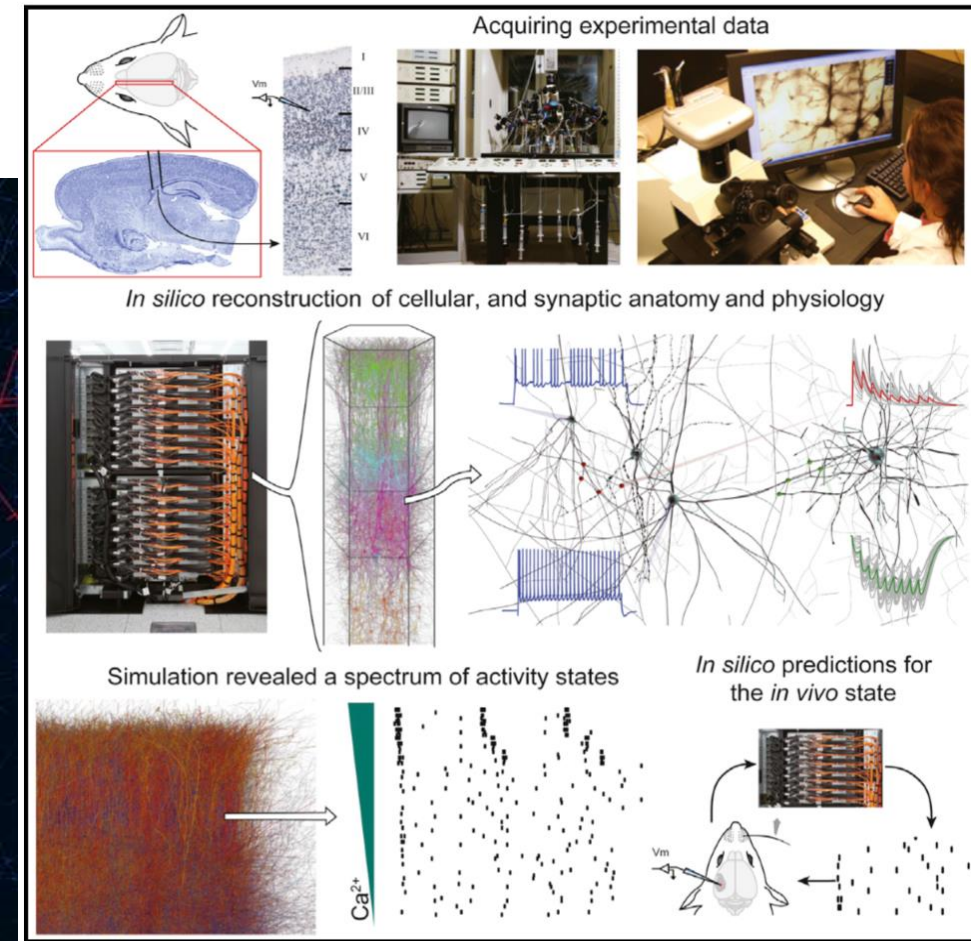 Acquiring experimental data
Vm
I
II/III
IV
V
VI
In silico reconstruction of cellular, and synaptic anatomy and physiology
Simulation revealed a spectrum of activity states
In silico predictions for
the in vivo state
Ca²⁺
Vm